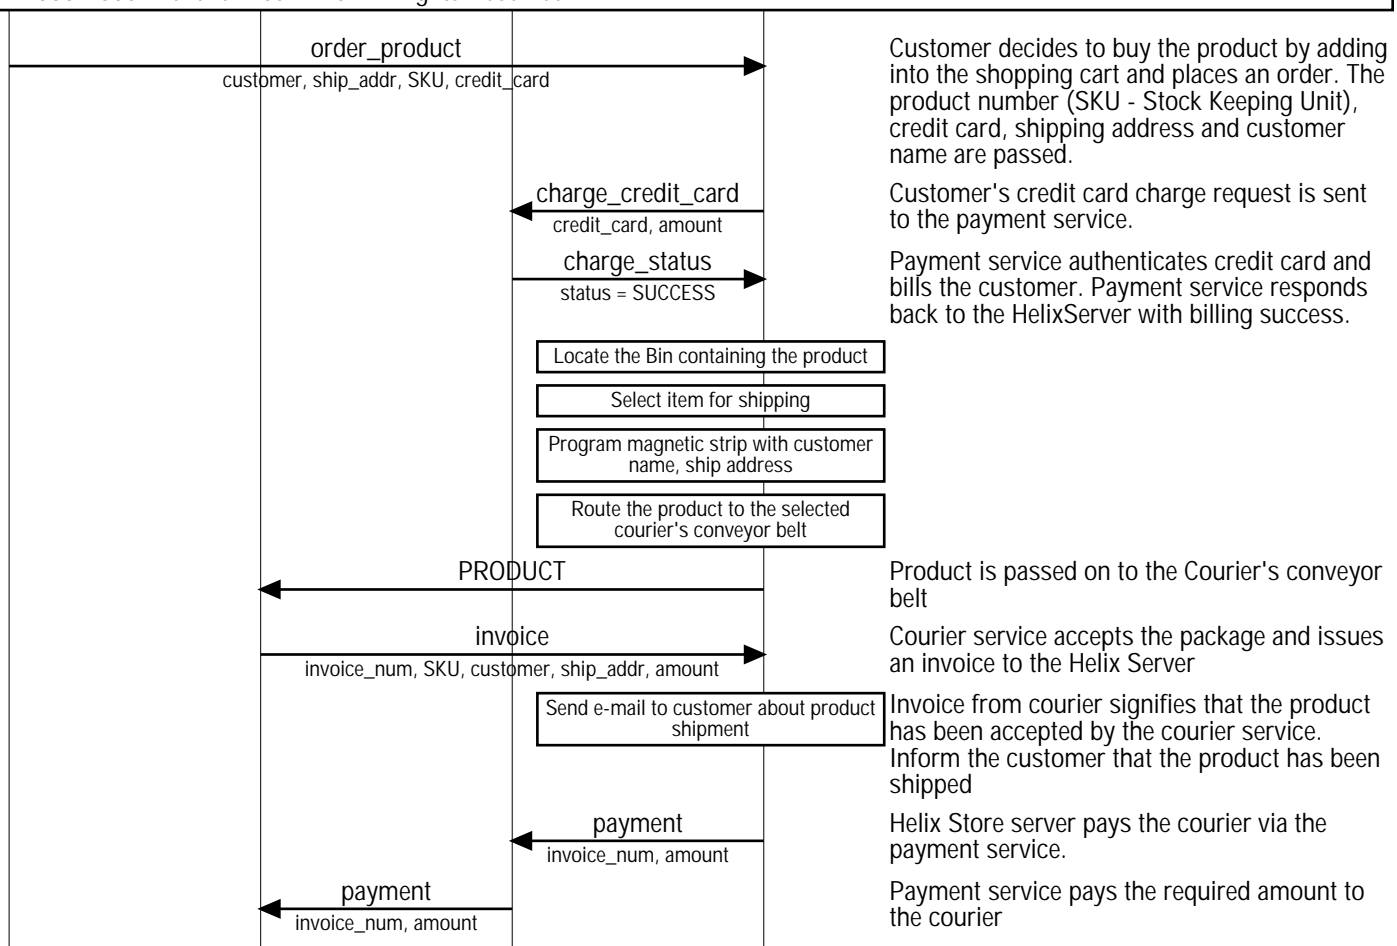 order_product
customer, ship_addr, SKU, credit_card
Customer decides to buy the product by adding
into the shopping cart and places an order. The
product number (SKU - Stock Keeping Unit),
credit card, shipping address and customer
name are passed.
charge_credit_card
credit_card, amount
Customer's credit card charge request is sent
to the payment service.
charge_status
status = SUCCESS
Payment service authenticates credit card and
bills the customer. Payment service responds
back to the HelixServer with billing success.
Locate the Bin containing the product
Select item for shipping
Program magnetic strip with customer
name, ship address
Route the product to the selected
courier's conveyor belt
PRODUCT
Product is passed on to the Courier's conveyor
belt
invoice
invoice_num, SKU, customer, ship_addr, amount
Courier service accepts the package and issues
an invoice to the Helix Server
Send e-mail to customer about product
shipment
Invoice from courier signifies that the product
has been accepted by the courier service.
Inform the customer that the product has been
shipped
payment
invoice_num, amount
Helix Store server pays the courier via the
payment service.
payment
invoice_num, amount
Payment service pays the required amount to
the courier